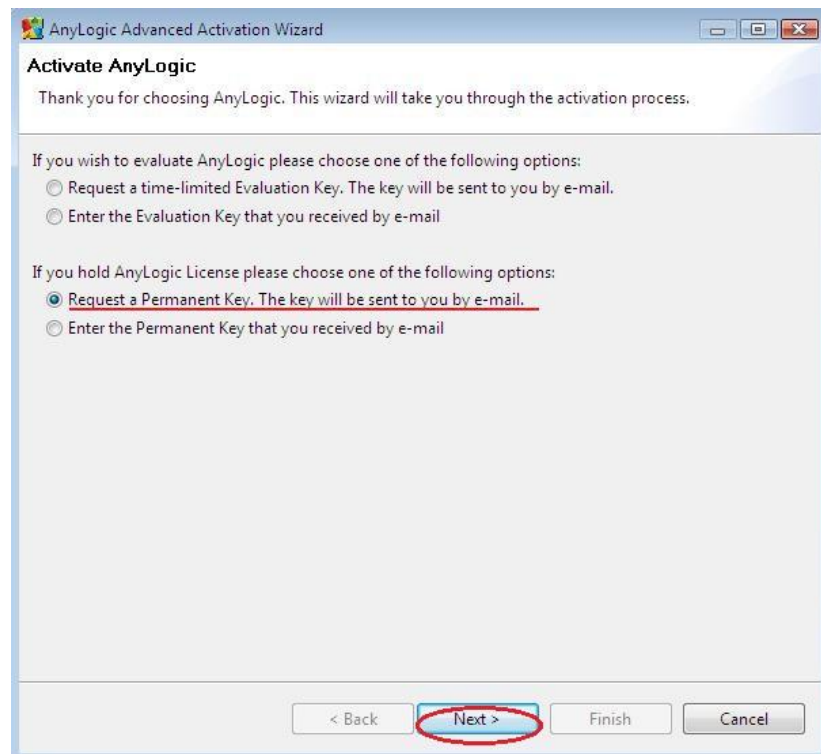 AnyLogic Advanced Activation Wizard
Activate AnyLogic
Thank you for choosing AnyLogic. This wizard will take you through the activation process.
If you wish to evaluate AnyLogic please choose one of the following options:
Request a time-limited Evaluation Key. The key will be sent to you by e-mail.
Enter the Evaluation Key that you received by e-mail
If you hold AnyLogic License please choose one of the following options:
Request a Permanent Key. The key will be sent to you by e-mail.
Enter the Permanent Key that you received by e-mail
< Back Next > Finish Cancel